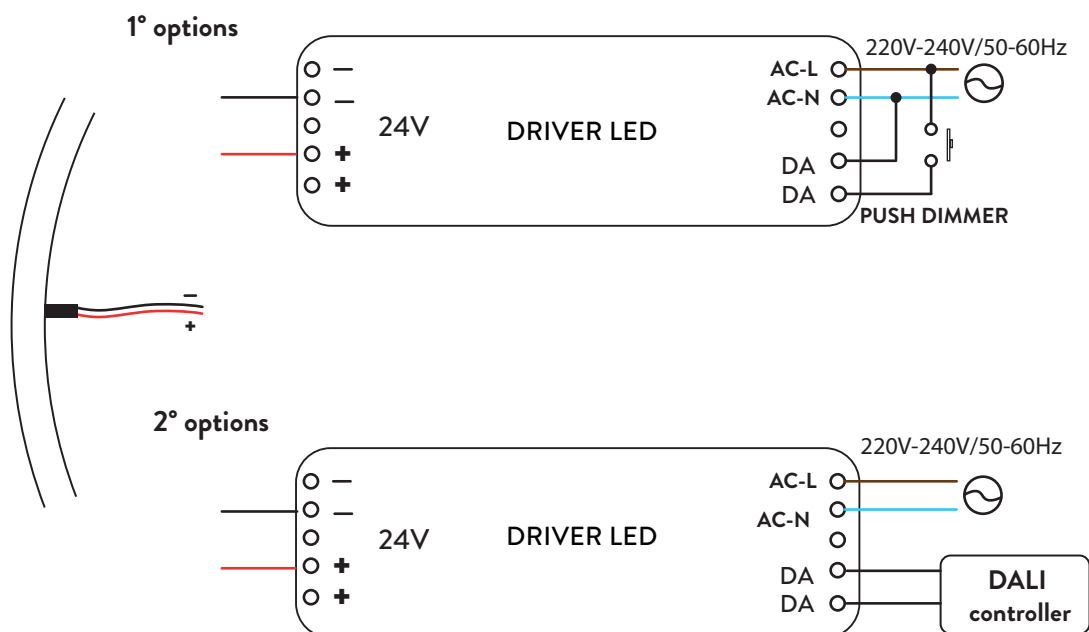 1° options
220V-240V/50-60Hz
−
AC-L
−
AC-N
24V
DRIVER LED
+
DA
+
DA
PUSH DIMMER
−
+
2° options
220V-240V/50-60Hz
−
AC-L
−
AC-N
24V
DRIVER LED
+
DA
+
DA
DALI
controller